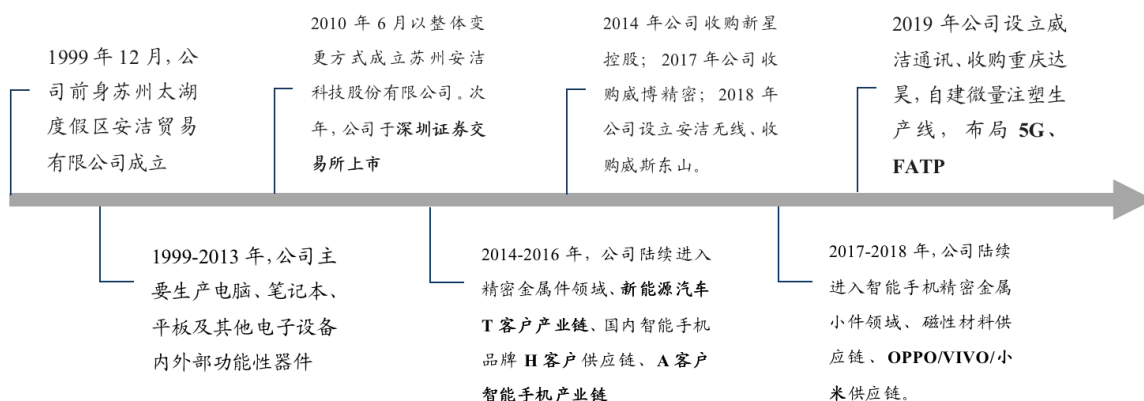 1999 年 12 月，公
司前身苏州太湖
度假区安洁贸易
有限公司成立
2010 年 6 月以整体变
更方式成立苏州安洁
科技股份有限公司。次
年，公司于深圳证券交
易所上市
2014 年公司收购新星
控股；2017 年公司收
购威博精密；2018 年
公司设立安洁无线、收
购威斯东山。
2019 年公司设立威
洁通讯、收购重庆达
昊，自建微量注塑生
产线，布局 5G、
FATP
1999-2013 年，公司主
要生产电脑、笔记本、
平板及其他电子设备
内外部功能性器件
2014-2016 年，公司陆续进入
精密金属件领域、新能源汽车
T 客户产业链、国内智能手机
品牌 H 客户供应链、A 客户
智能手机产业链
2017-2018 年，公司陆续
进入智能手机精密金属
小件领域、磁性材料供
应链、OPPO/VIVO/小
米供应链。